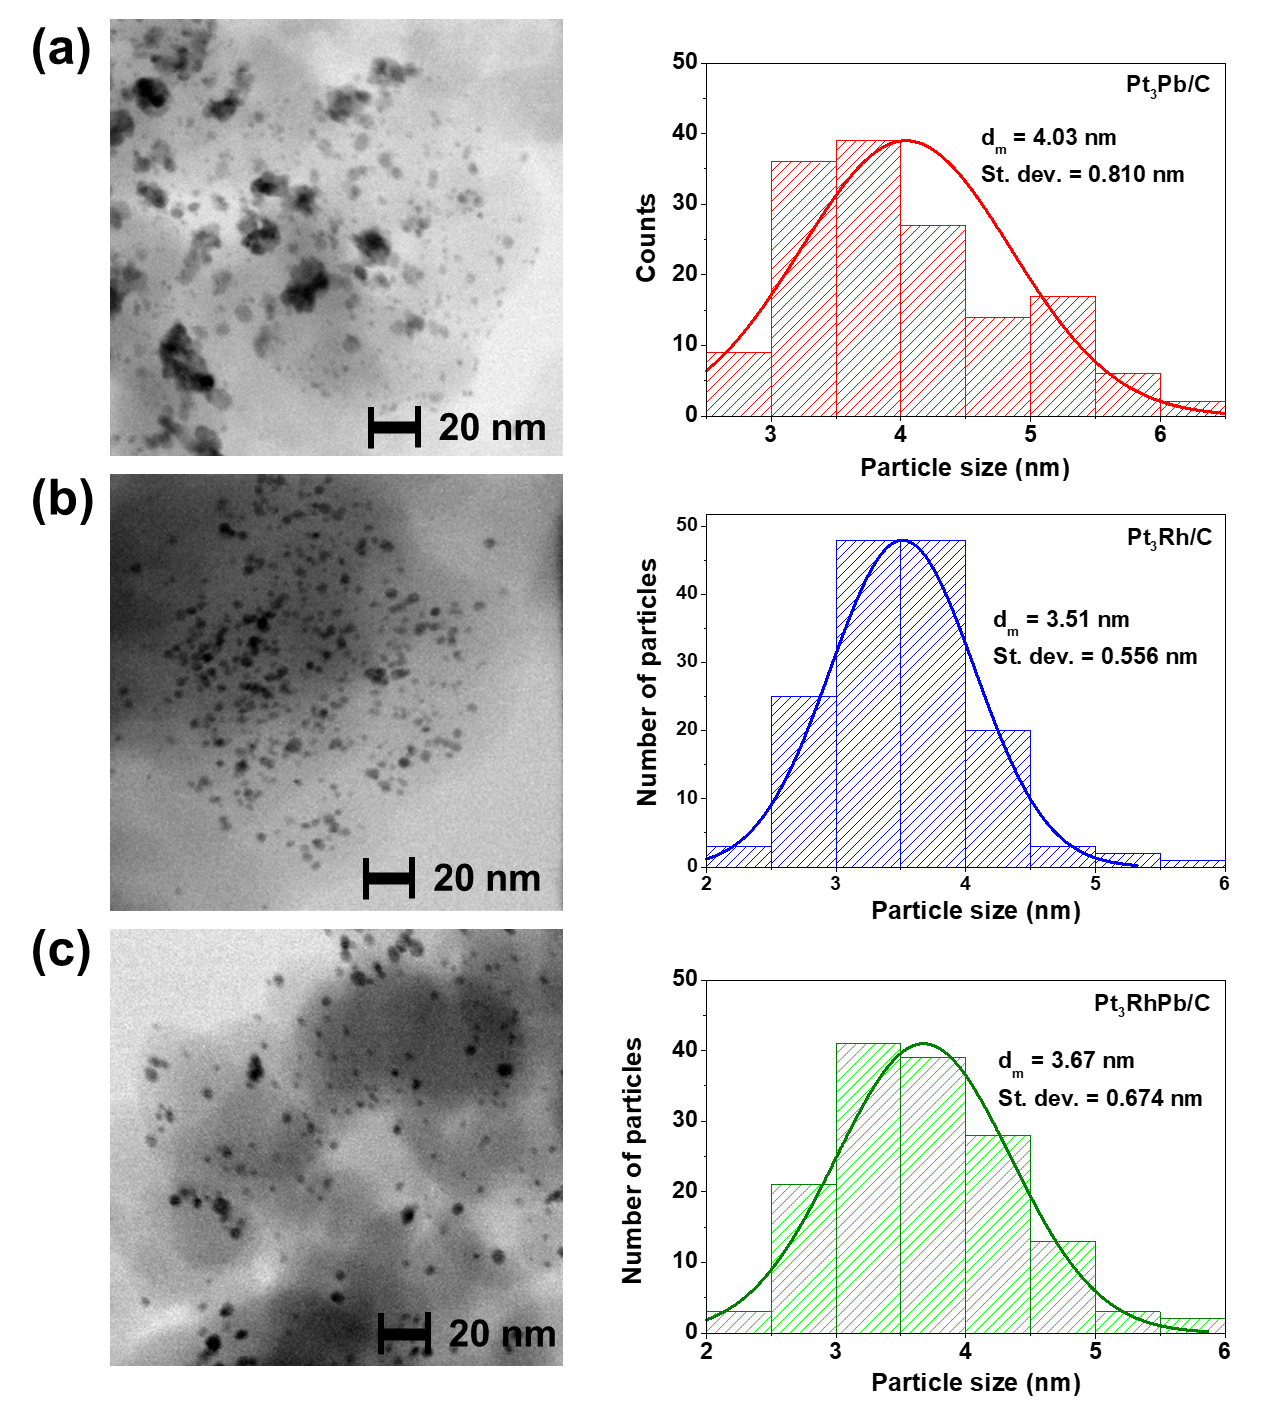 (a)
20 nm
50
40
30
20
10
0
Counts
Pt3Pb/C
dm = 4.03 nm
St. dev. = 0.810 nm
3 4 5 6
Particle size (nm)
(b)
20 nm
50
40
30
20
10
0
Number of particles
Pt3Rh/C
dm = 3.51 nm
St. dev. = 0.556 nm
2 3 4 5 6
Particle size (nm)
(c)
20 nm
50
40
30
20
10
0
Number of particles
Pt3RhPb/C
dm = 3.67 nm
St. dev. = 0.674 nm
2 3 4 5 6
Particle size (nm)